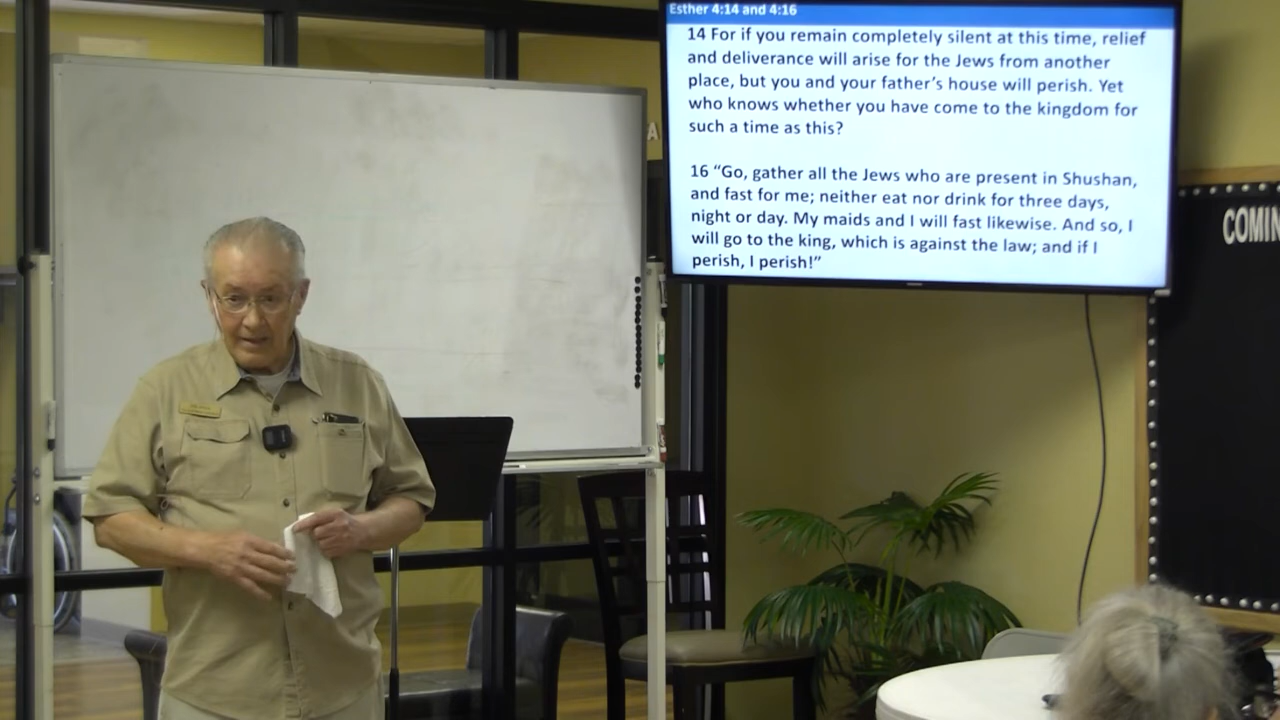 Esther 4:14 and 4:16
14 For if you remain completely silent at this time, relief
and deliverance will arise for the Jews from another
place, but you and your father's house will perish. Yet
who knows whether you have come to the kingdom for
such a time as this?
16 “Go, gather all the Jews who are present in Shushan,
and fast for me; neither eat nor drink for three days,
night or day. My maids and I will fast likewise. And so, I
will go to the king, which is against the law; and if I
perish, I perish!”
A
COMIN